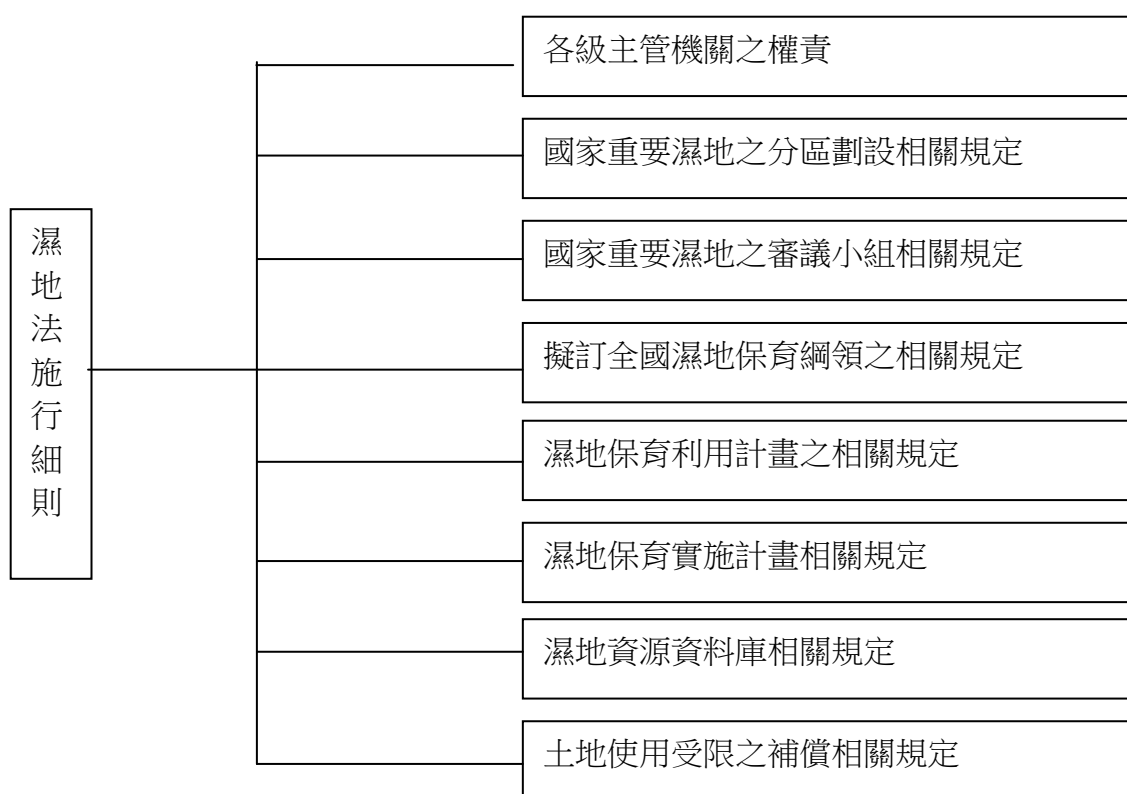 濕地法施行細則
各級主管機關之權責
國家重要濕地之分區劃設相關規定
國家重要濕地之審議小組相關規定
擬訂全國濕地保育綱領之相關規定
濕地保育利用計畫之相關規定
濕地保育實施計畫相關規定
濕地資源資料庫相關規定
土地使用受限之補償相關規定